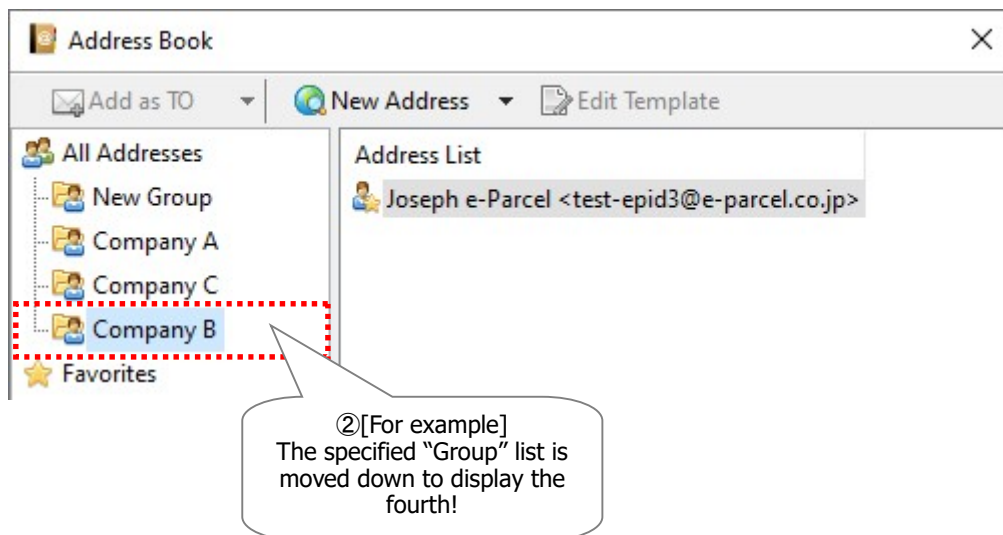 Address Book
Add as TO New Address Edit Template
All Addresses
Address List
New Group
Joseph e-Parcel <test-epid3@e-parcel.co.jp>
Company A
Company C
Company B
Favorites
②[For example]
The specified “Group” list is
moved down to display the
fourth!